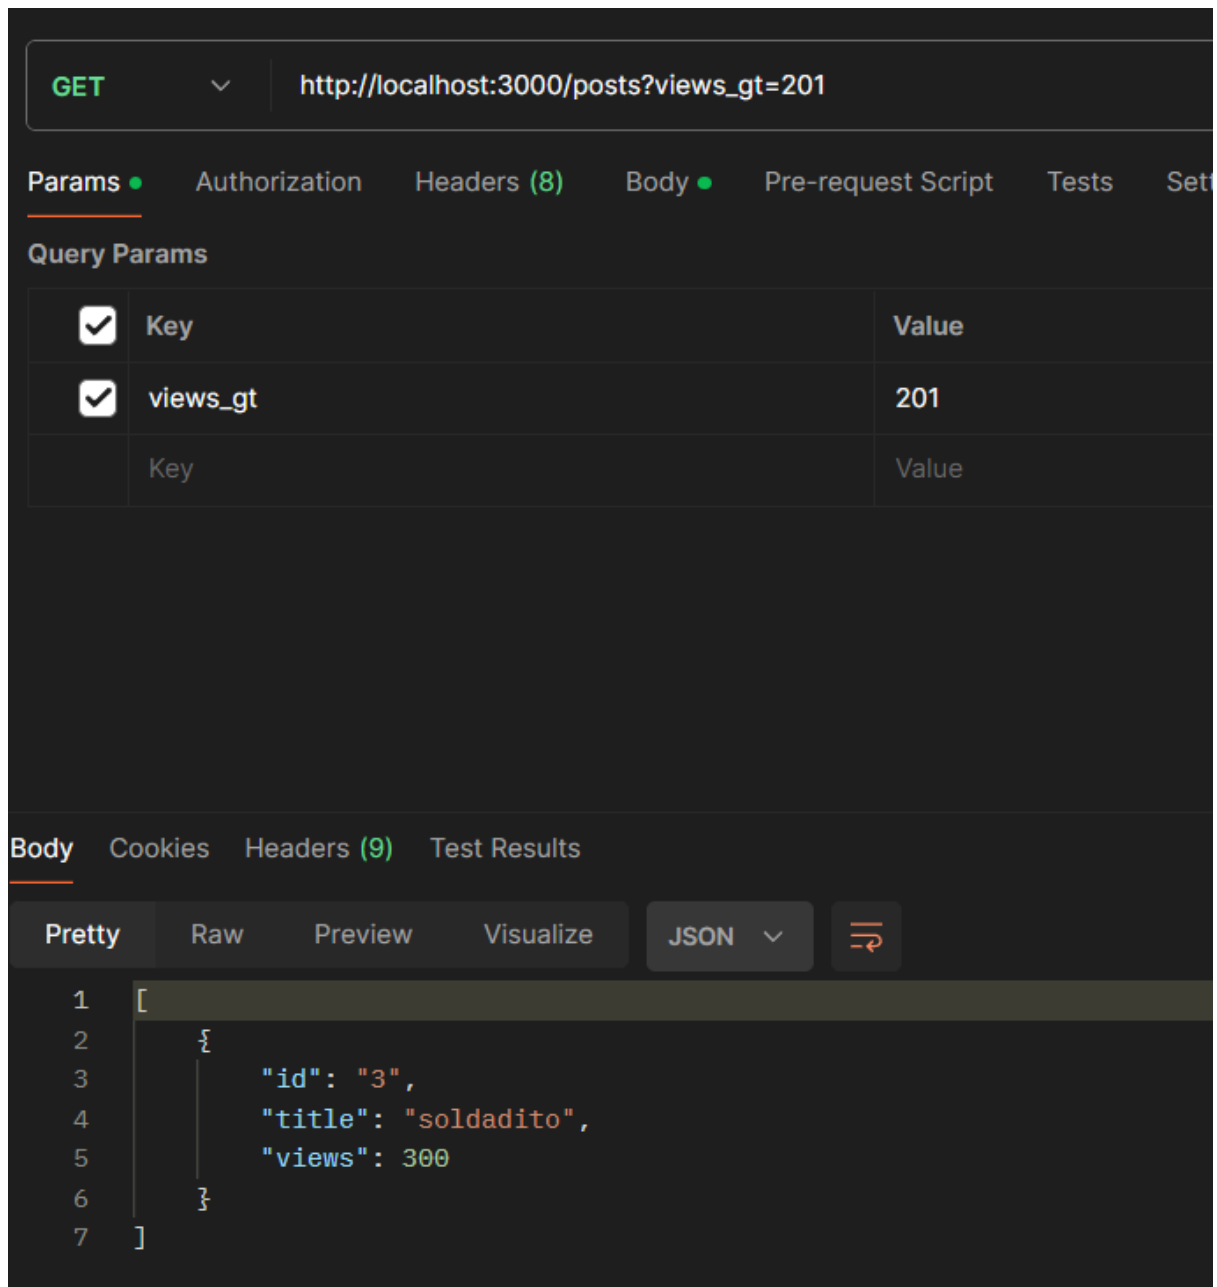 GET http://localhost:3000/posts?views_gt=201
Params Authorization Headers (8) Body Pre-request Script Tests Sett
Query Params
Key Value
views_gt 201
Key Value
Body Cookies Headers (9) Test Results
Pretty Raw Preview Visualize JSON
1 [
2 {
3 "id": "3",
4 "title": "soldadito",
5 "views": 300
6 }
7 ]